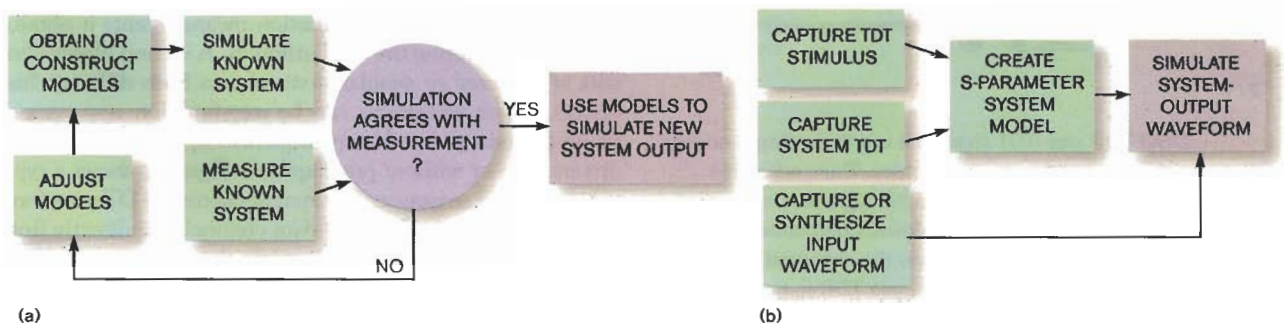 OBTAIN OR
CONSTRUCT
MODELS
SIMULATE
KNOWN
SYSTEM
ADJUST
MODELS
MEASURE
KNOWN
SYSTEM
SIMULATION
AGREES WITH
MEASUREMENT
?
YES
NO
USE MODELS TO
SIMULATE NEW
SYSTEM OUTPUT
(a)
CAPTURE TDT
STIMULUS
CAPTURE
SYSTEM TDT
CAPTURE OR
SYNTHESIZE
INPUT
WAVEFORM
CREATE
S-PARAMETER
SYSTEM
MODEL
SIMULATE
SYSTEM-
OUTPUT
WAVEFORM
(b)